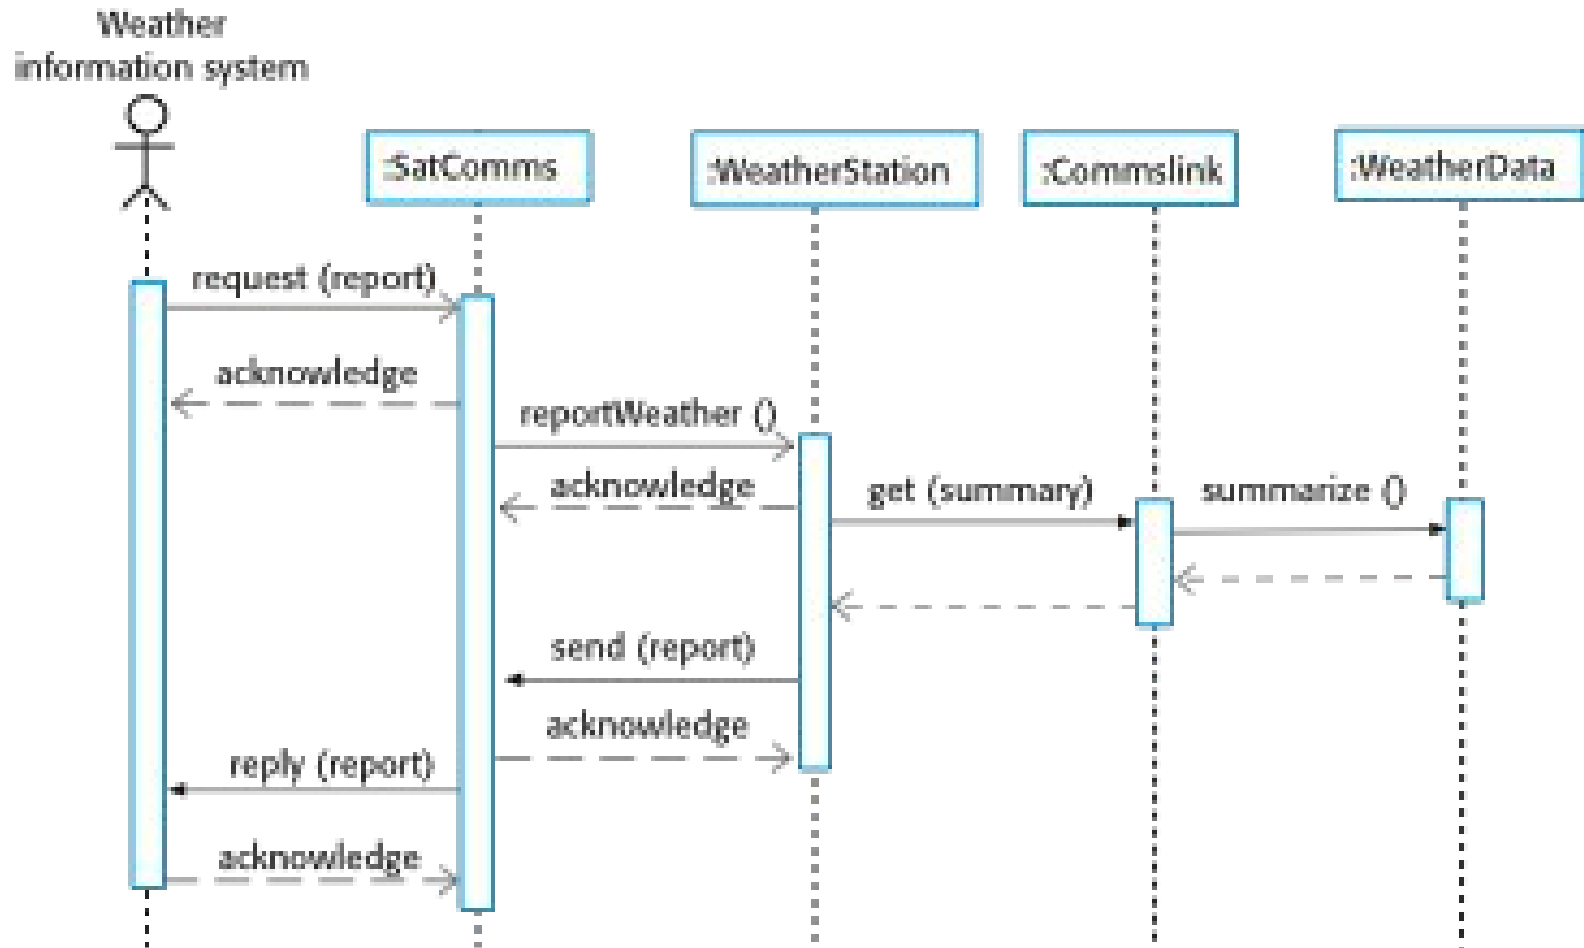 Weather
information system
:SatComms
:WeatherStation
:Commslink
:WeatherData
request (report)
acknowledge
reportWeather ()
acknowledge
get (summary)
summarize ()
send (report)
acknowledge
reply (report)
acknowledge